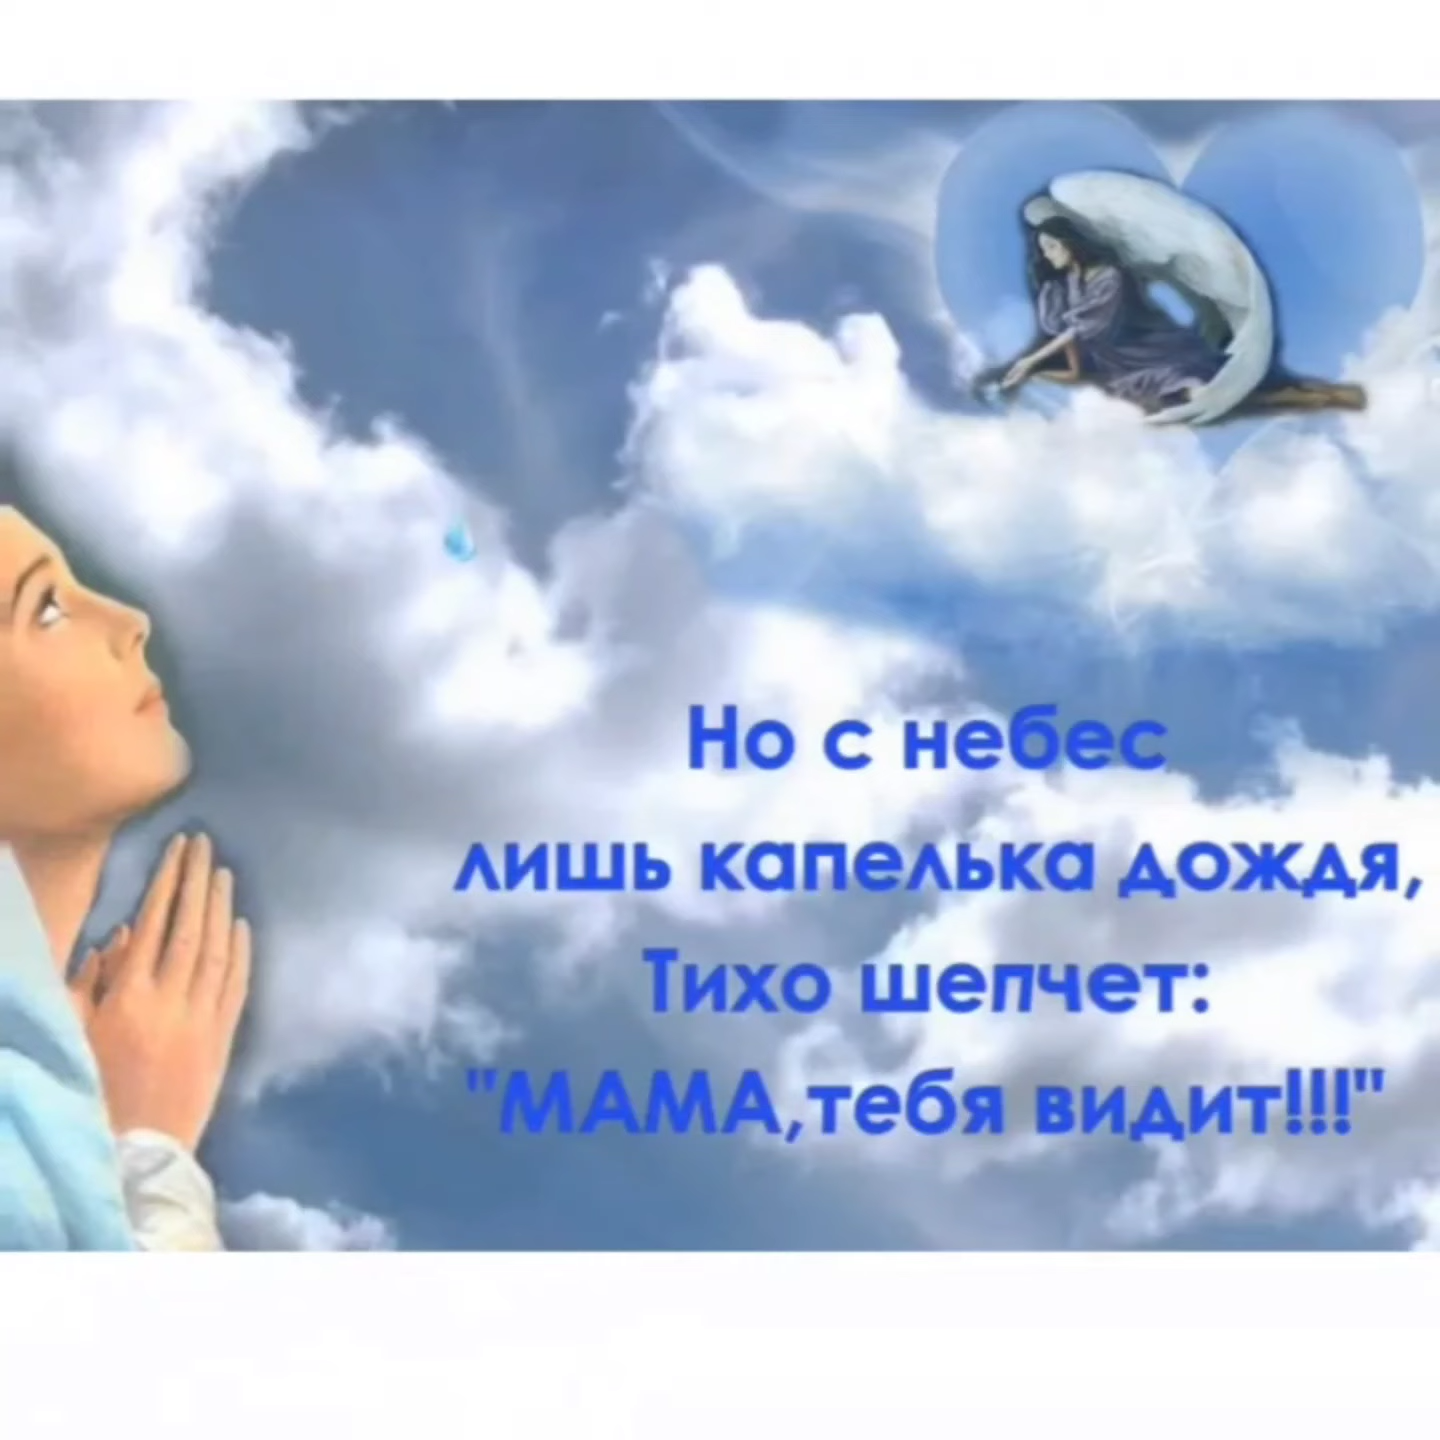 Но с небес
лишь капелька дождя,
Тихо шепчет:
"МАМА,тебя видит!!!"